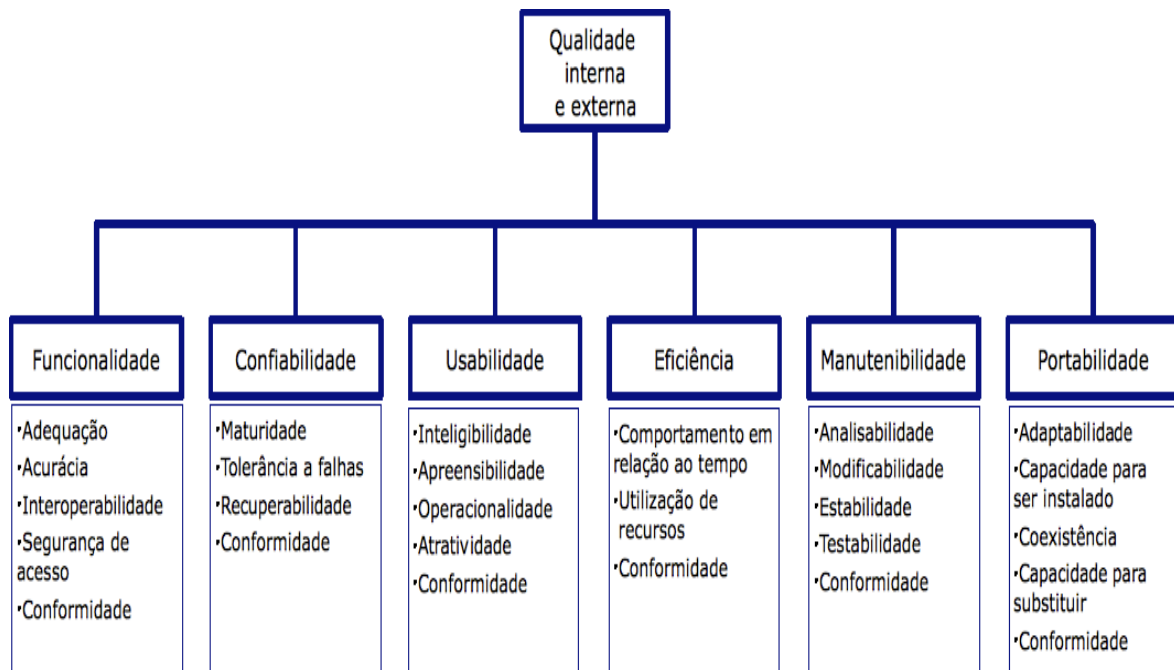 Qualidade
interna
e externa
Funcionalidade
·Adequação
·Acurácia
·Interoperabilidade
·Segurança de
acesso
·Conformidade
Confiabilidade
·Maturidade
·Tolerância a falhas
·Recuperabilidade
·Conformidade
Usabilidade
·Inteligibilidade
·Apreensibilidade
·Operacionalidade
·Atratividade
·Conformidade
Eficiência
·Comportamento em
relação ao tempo
·Utilização de
recursos
·Conformidade
Manutenibilidade
·Analisabilidade
·Modificabilidade
·Estabilidade
·Testabilidade
·Conformidade
Portabilidade
·Adaptabilidade
·Capacidade para
ser instalado
·Coexistência
·Capacidade para
substituir
·Conformidade